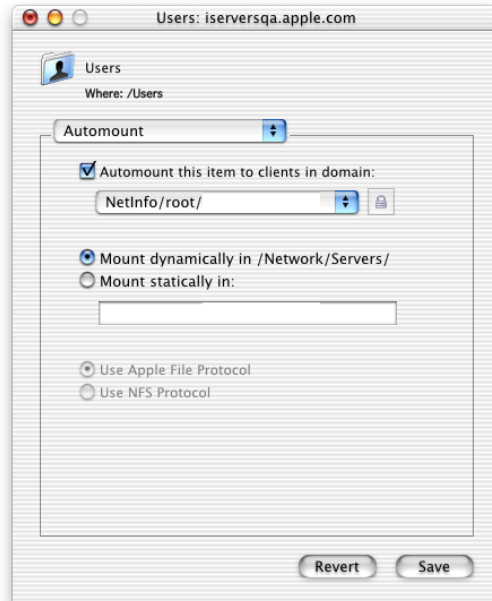 Users: iserversqa.apple.com
Users
Where: /Users
Automount
Automount this item to clients in domain:
NetInfo/root/
Mount dynamically in /Network/Servers/
Mount statically in:
Use Apple File Protocol
Use NFS Protocol
Revert Save